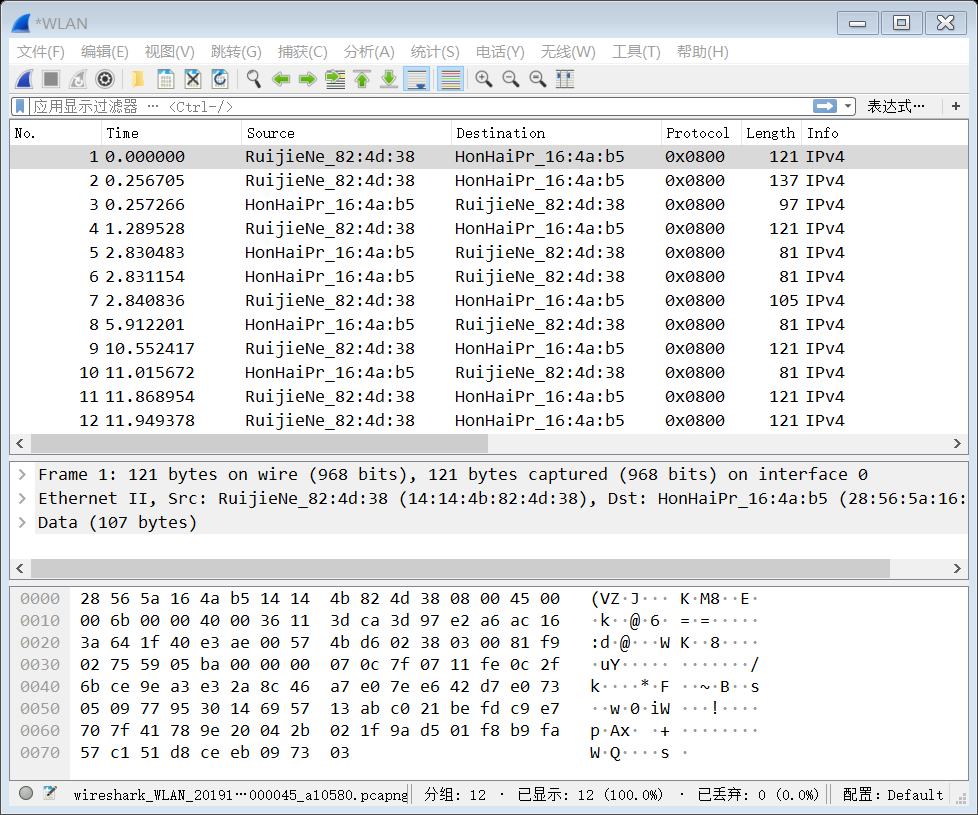 *WLAN
文件(F) 编辑(E) 视图(V) 跳转(G) 捕获(C) 分析(A) 统计(S) 电话(Y) 无线(W) 工具(T) 帮助(H)
应用显示过滤器 … <Ctrl-/> 表达式… +
No. Time Source Destination Protocol Length Info
1 0.000000 RuijieNe_82:4d:38 HonHaiPr_16:4a:b5 0x0800 121 IPv4
2 0.256705 RuijieNe_82:4d:38 HonHaiPr_16:4a:b5 0x0800 137 IPv4
3 0.257266 HonHaiPr_16:4a:b5 RuijieNe_82:4d:38 0x0800 97 IPv4
4 1.289528 RuijieNe_82:4d:38 HonHaiPr_16:4a:b5 0x0800 121 IPv4
5 2.830483 HonHaiPr_16:4a:b5 RuijieNe_82:4d:38 0x0800 81 IPv4
6 2.831154 HonHaiPr_16:4a:b5 RuijieNe_82:4d:38 0x0800 81 IPv4
7 2.840836 RuijieNe_82:4d:38 HonHaiPr_16:4a:b5 0x0800 105 IPv4
8 5.912201 HonHaiPr_16:4a:b5 RuijieNe_82:4d:38 0x0800 81 IPv4
9 10.552417 RuijieNe_82:4d:38 HonHaiPr_16:4a:b5 0x0800 121 IPv4
10 11.015672 HonHaiPr_16:4a:b5 RuijieNe_82:4d:38 0x0800 81 IPv4
11 11.868954 RuijieNe_82:4d:38 HonHaiPr_16:4a:b5 0x0800 121 IPv4
12 11.949378 RuijieNe_82:4d:38 HonHaiPr_16:4a:b5 0x0800 121 IPv4
Frame 1: 121 bytes on wire (968 bits), 121 bytes captured (968 bits) on interface 0
Ethernet II, Src: RuijieNe_82:4d:38 (14:14:4b:82:4d:38), Dst: HonHaiPr_16:4a:b5 (28:56:5a:16:
Data (107 bytes)
0000 28 56 5a 16 4a b5 14 14 4b 82 4d 38 08 00 45 00 (VZ·J··· K·M8··E·
0010 00 6b 00 00 40 00 36 11 3d ca 3d 97 e2 a6 ac 16 ·k··@·6· =·=·····
0020 3a 64 1f 40 e3 ae 00 57 4b d6 02 38 03 00 81 f9 :d·@···W K··8····
0030 02 75 59 05 ba 00 00 00 07 0c 7f 07 11 fe 0c 2f ·uY····· ·······/
0040 6b ce 9e a3 e3 2a 8c 46 a7 e0 7e e6 42 d7 e0 73 k····*·F ··~·B··s
0050 05 09 77 95 30 14 69 57 13 ab c0 21 be fd c9 e7 ··w·0·iW ···!····
0060 70 7f 41 78 9e 20 04 2b 02 1f 9a d5 01 f8 b9 fa p·Ax· ·+ ········
0070 57 c1 51 d8 ce eb 09 73 03 W·Q····s ·
wireshark_WLAN_20191…000045_a10580.pcapng 分组: 12 · 已显示: 12 (100.0%) · 已丢弃: 0 (0.0%) 配置: Default